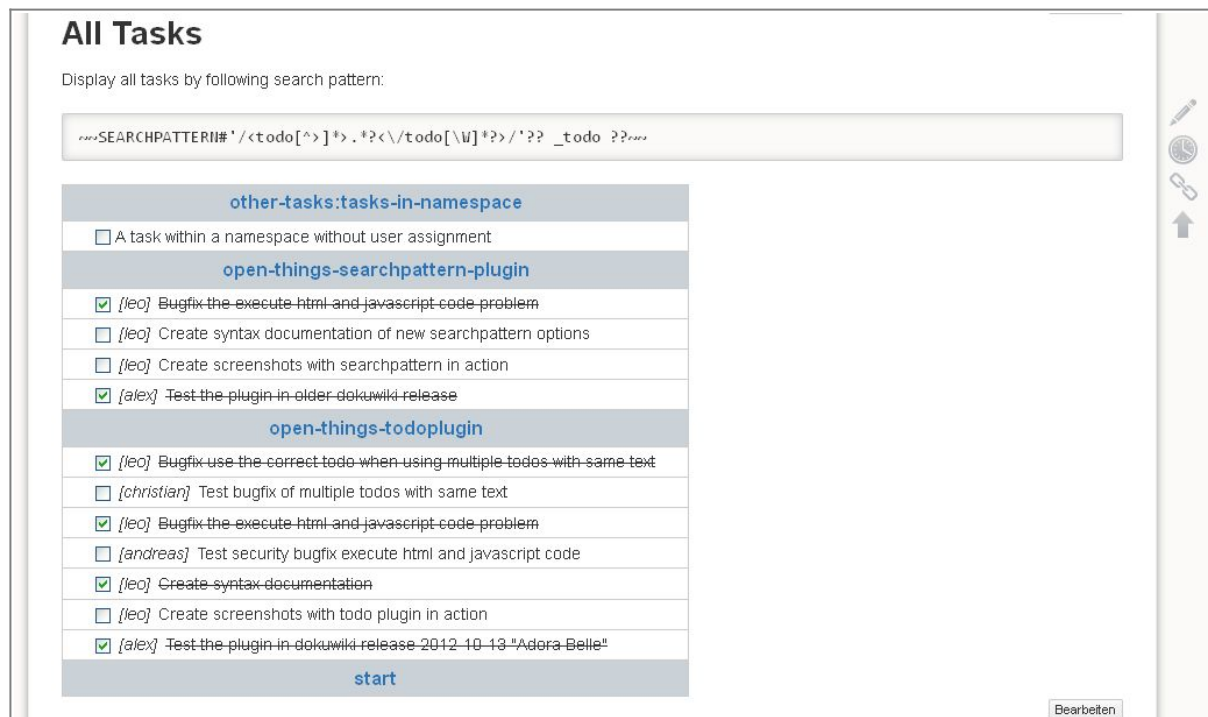 All Tasks
Display all tasks by following search pattern:
~~SEARCHPATTERN#'/<todo[^>]*>.*?<\/todo[\W]*?>/'?? _todo ??~~
other-tasks:tasks-in-namespace
A task within a namespace without user assignment
open-things-searchpattern-plugin
[leo] Bugfix the execute html and javascript code problem
[leo] Create syntax documentation of new searchpattern options
[leo] Create screenshots with searchpattern in action
[alex] Test the plugin in older dokuwiki release
open-things-todoplugin
[leo] Bugfix use the correct todo when using multiple todos with same text
[christian] Test bugfix of multiple todos with same text
[leo] Bugfix the execute html and javascript code problem
[andreas] Test security bugfix execute html and javascript code
[leo] Create syntax documentation
[leo] Create screenshots with todo plugin in action
[alex] Test the plugin in dokuwiki release 2012-10-13 "Adora Belle"
start
Bearbeiten